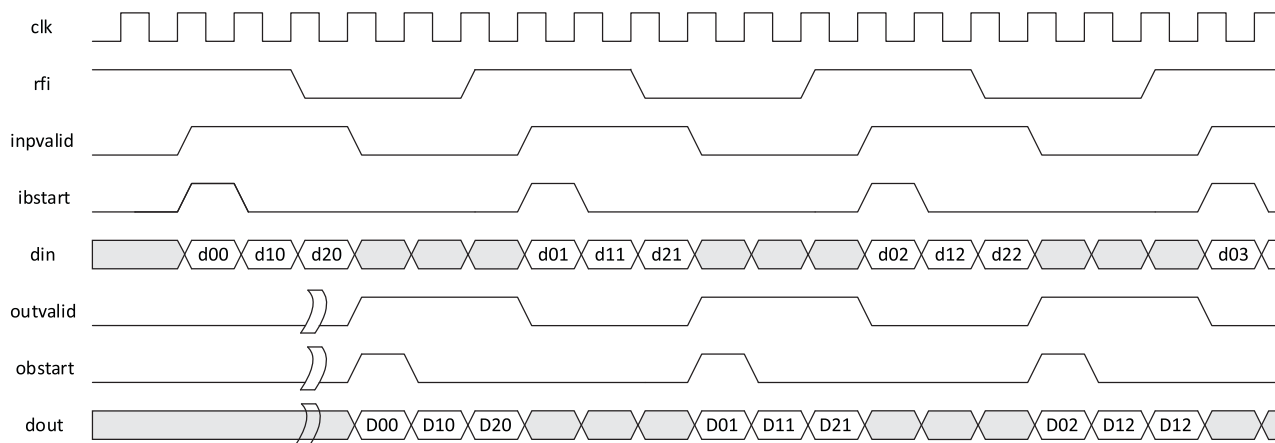 clk
rfi
inpvalid
ibstart
din d00 d10 d20 d01 d11 d21 d02 d12 d22 d03
outvalid
obstart
dout D00 D10 D20 D01 D11 D21 D02 D12 D12